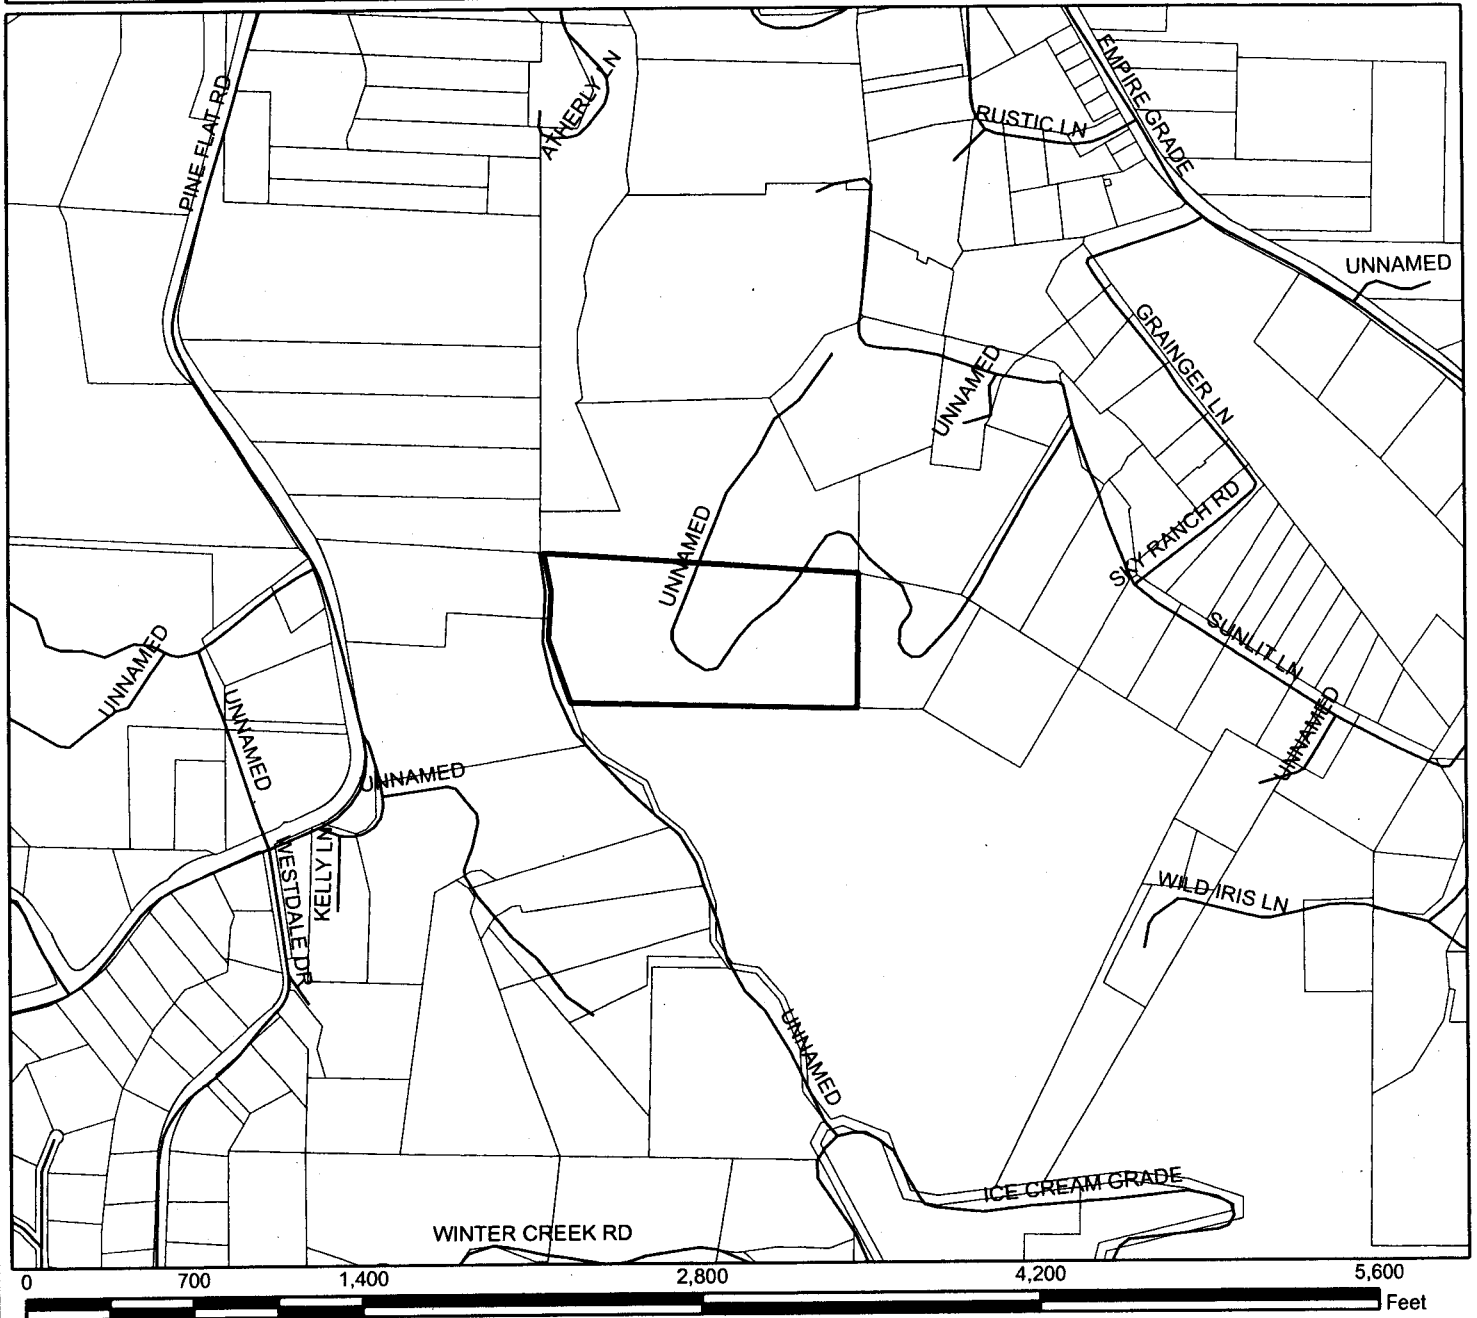 PINE FLAT RD
ATHERLY LN
EMPIRE GRADE
RUSTIC LN
UNNAMED
GRAINGER LN
UNNAMED
UNNAMED
SKY RANCH RD
SUNLIT LN
UNNAMED
UNNAMED
UNNAMED
UNNAMED
KELLY LN
WESTDALE DR
WILD IRIS LN
UNNAMED
ICE CREAM GRADE
WINTER CREEK RD
0 700 1,400 2,800 4,200 5,600
Feet